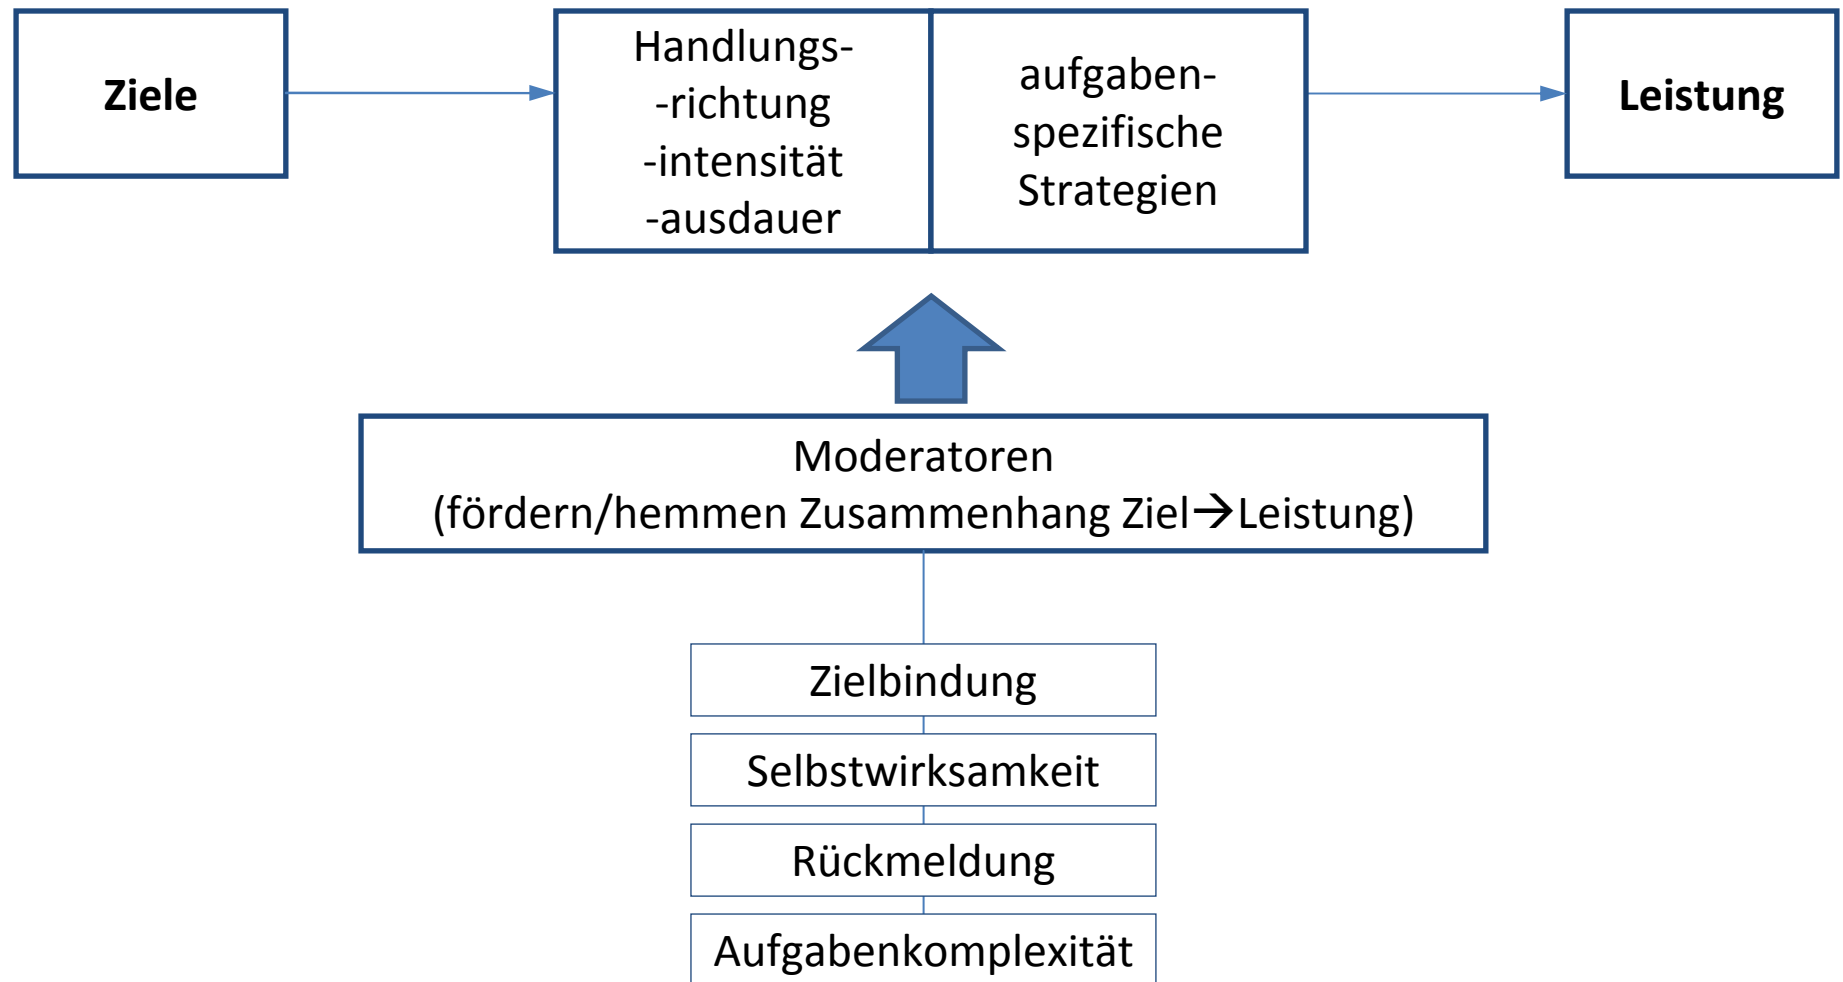 Ziele
Handlungs-
-richtung
-intensität
-ausdauer
aufgaben-
spezifische
Strategien
Leistung
Moderatoren
(fördern/hemmen Zusammenhang Ziel→Leistung)
Zielbindung
Selbstwirksamkeit
Rückmeldung
Aufgabenkomplexität